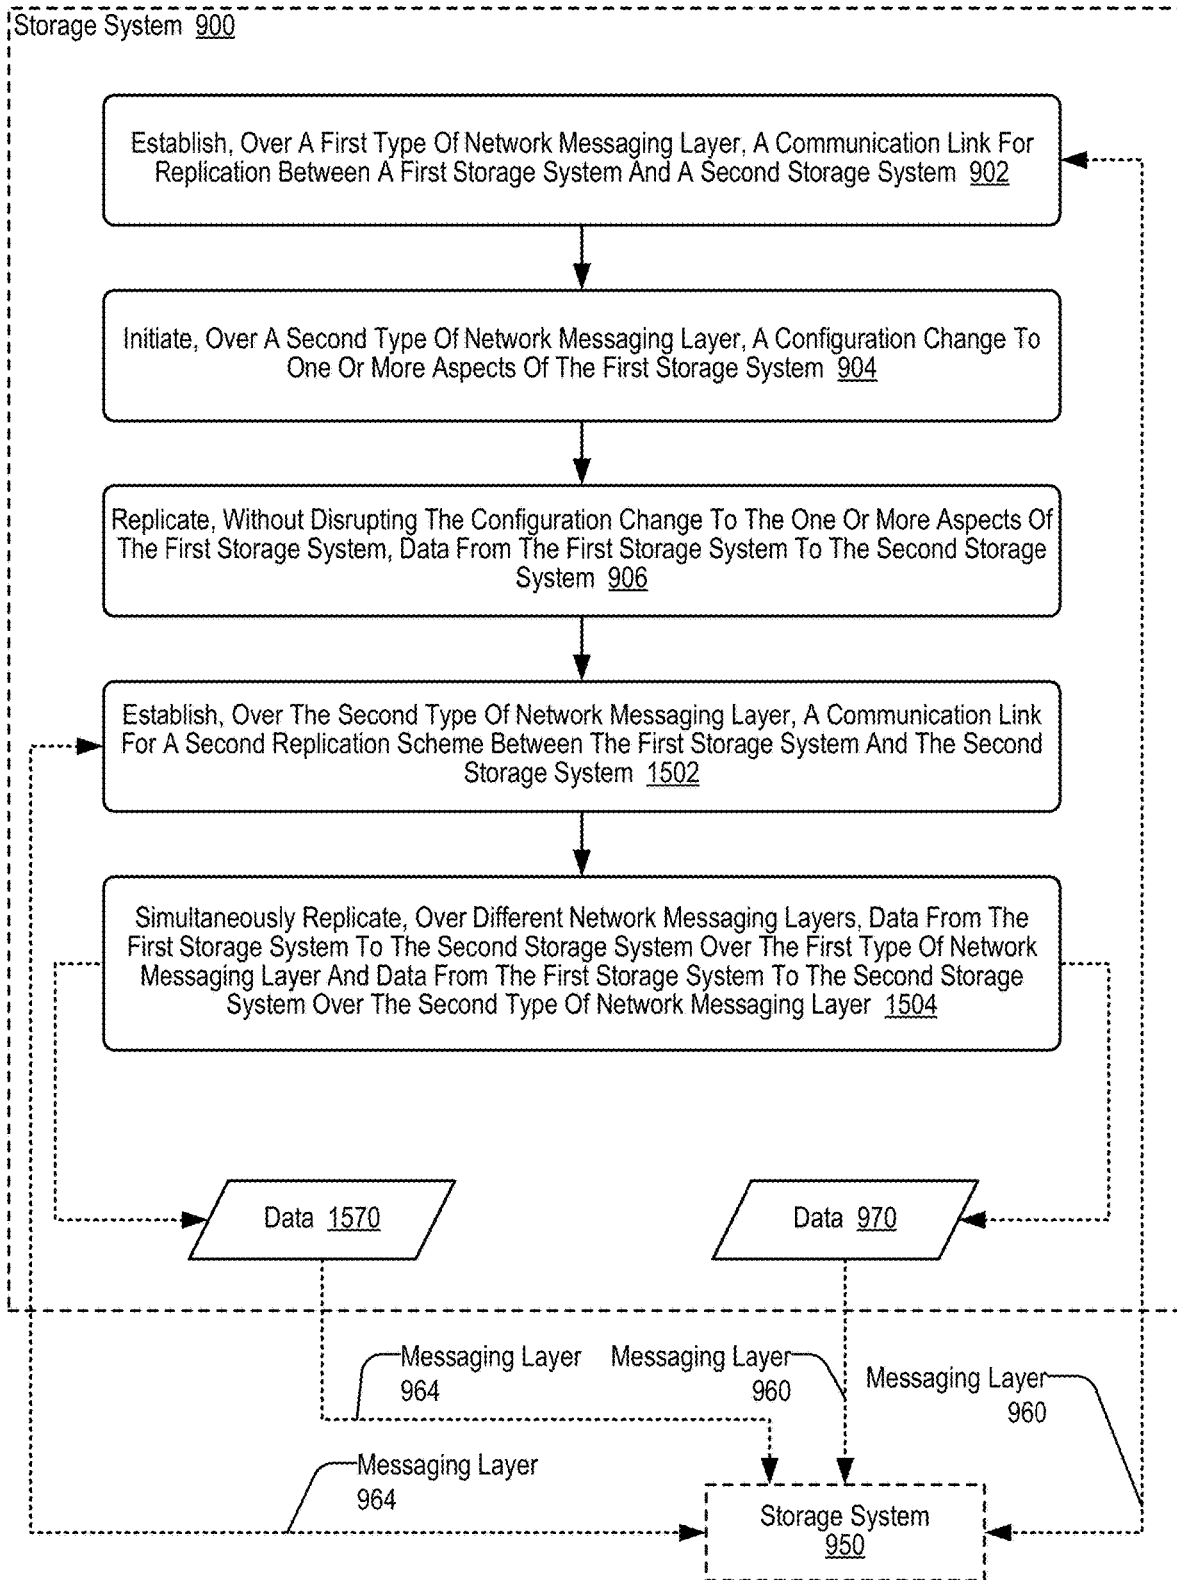 Storage System 900
Establish, Over A First Type Of Network Messaging Layer, A Communication Link For
Replication Between A First Storage System And A Second Storage System 902
Initiate, Over A Second Type Of Network Messaging Layer, A Configuration Change To
One Or More Aspects Of The First Storage System 904
Replicate, Without Disrupting The Configuration Change To The One Or More Aspects Of
The First Storage System, Data From The First Storage System To The Second Storage
System 906
Establish, Over The Second Type Of Network Messaging Layer, A Communication Link
For A Second Replication Scheme Between The First Storage System And The Second
Storage System 1502
Simultaneously Replicate, Over Different Network Messaging Layers, Data From The
First Storage System To The Second Storage System Over The First Type Of Network
Messaging Layer And Data From The First Storage System To The Second Storage
System Over The Second Type Of Network Messaging Layer 1504
Data 1570
Data 970
Messaging Layer
964
Messaging Layer
960
Messaging Layer
960
Messaging Layer
964
Storage System
950